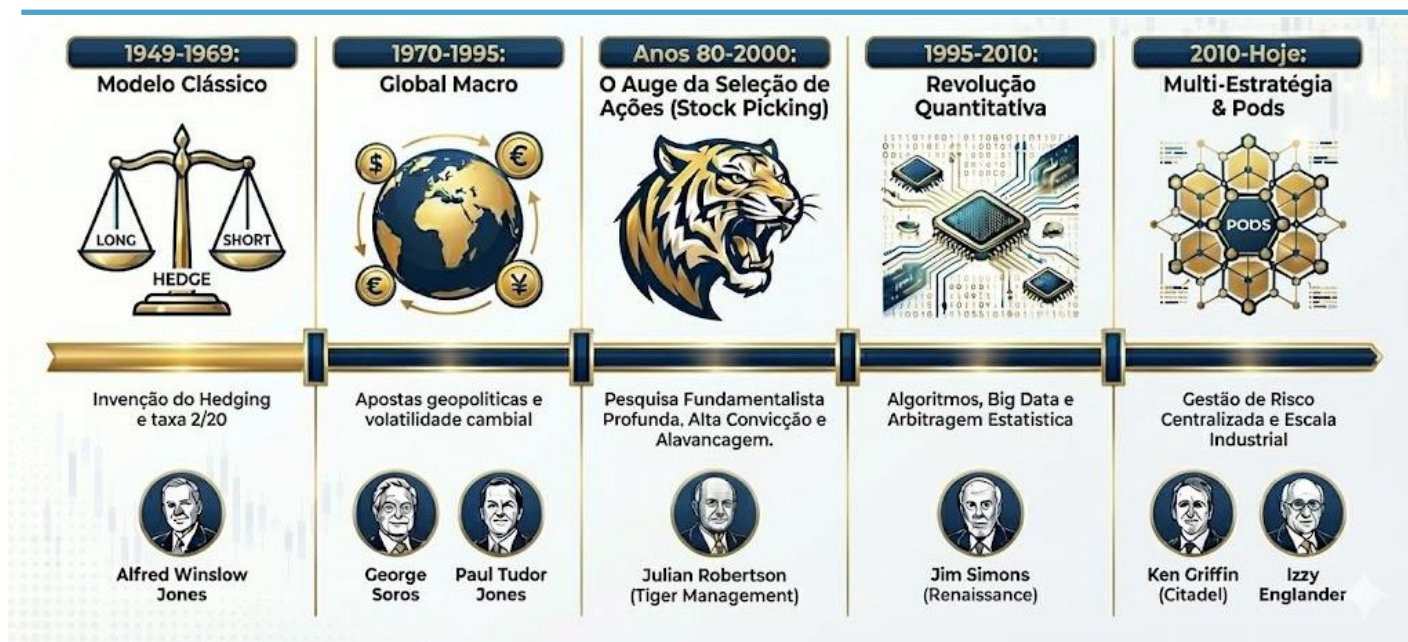 1949-1969:
Modelo Clássico
LONG
SHORT
HEDGE
Invenção do Hedging
e taxa 2/20
Alfred Winslow
Jones
1970-1995:
Global Macro
$
€
€
¥
Apostas geopolíticas e
volatilidade cambial
George
Soros
Paul Tudor
Jones
Anos 80-2000:
O Auge da Seleção de
Ações (Stock Picking)
Pesquisa Fundamentalista
Profunda, Alta Convicção e
Alavancagem.
Julian Robertson
(Tiger Management)
1995-2010:
Revolução
Quantitativa
Algoritmos, Big Data e
Arbitragem Estatística
Jim Simons
(Renaissance)
2010-Hoje:
Multi-Estratégia
& Pods
PODS
Gestão de Risco
Centralizada e Escala
Industrial
Ken Griffin
(Citadel)
Izzy
Englander